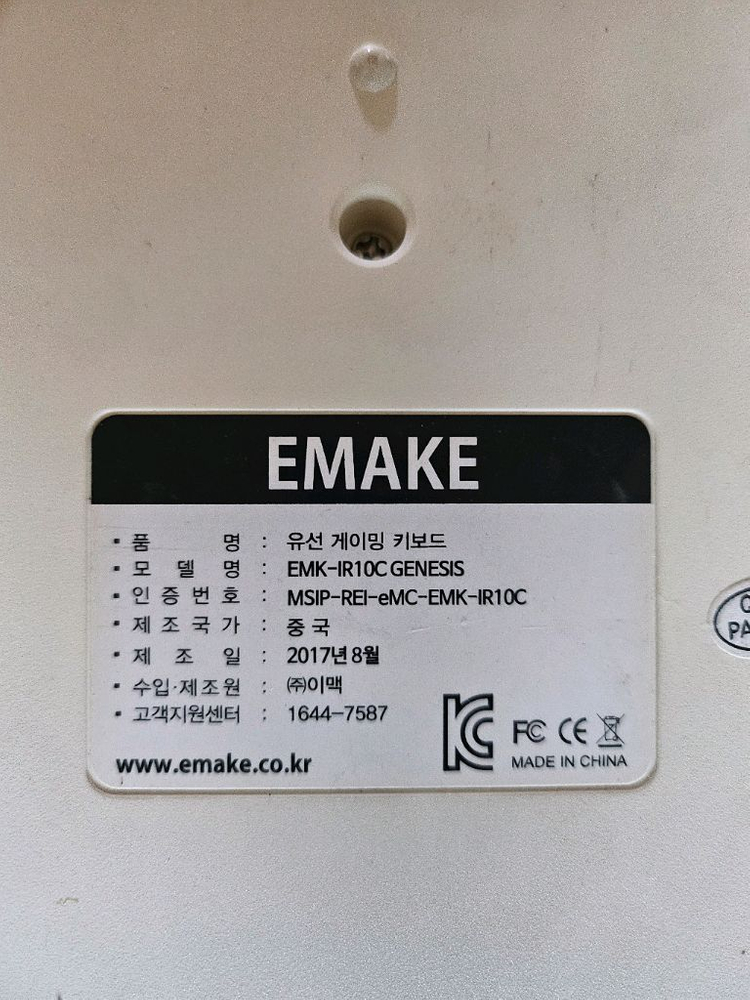 EMAKE
▪ 품 명 : 유선 게이밍 키보드
▪ 모 델 명 : EMK-IR10C GENESIS
▪ 인 증 번 호 : MSIP-REI-eMC-EMK-IR10C
▪ 제 조 국 가 : 중 국
▪ 제 조 일 : 2017년 8월
▪ 수입·제조원 : ㈜이맥
▪ 고객지원센터 : 1644-7587
www.emake.co.kr
FC CE
MADE IN CHINA